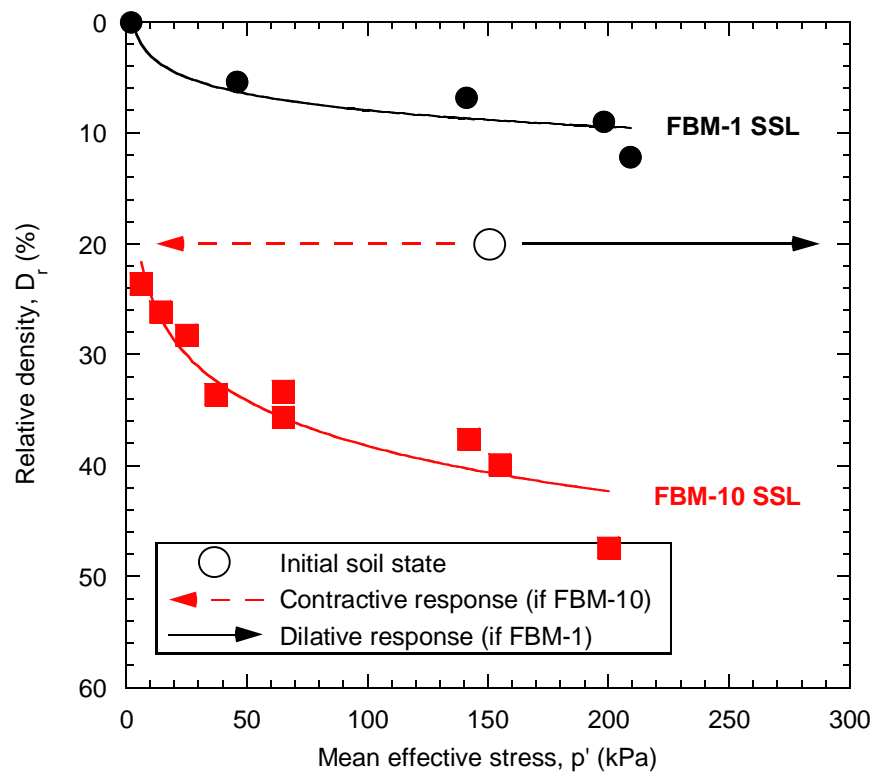 0
10
20
30
40
50
60
Relative density, D_r (%)
FBM-1 SSL
FBM-10 SSL
Initial soil state
Contractive response (if FBM-10)
Dilative response (if FBM-1)
0 50 100 150 200 250 300
Mean effective stress, p' (kPa)